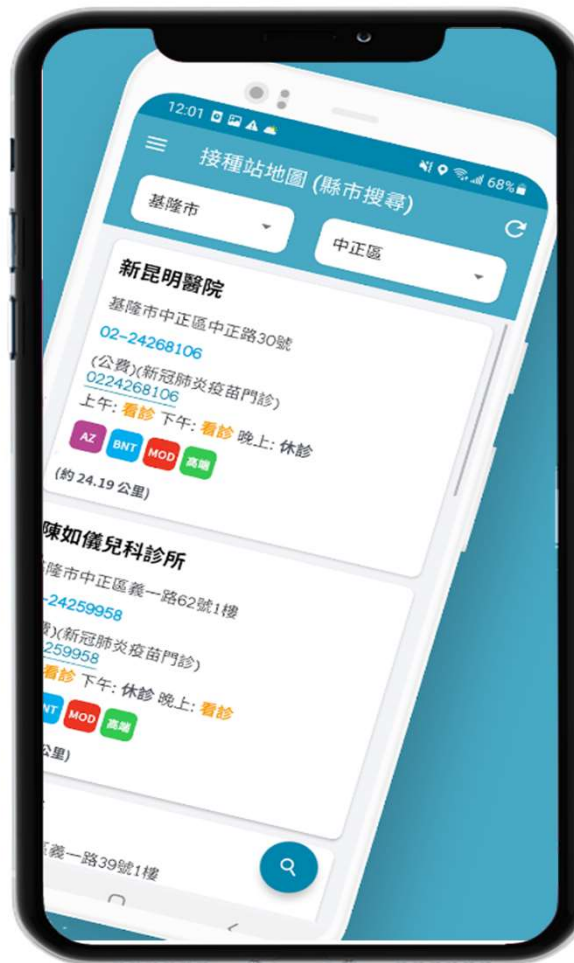 12:01
68%
接種站地圖 (縣市搜尋)
基隆市
中正區
新昆明醫院
基隆市中正區中正路30號
02-24268106
(公費)(新冠肺炎疫苗門診)
0224268106
上午: 看診 下午: 看診 晚上: 休診
AZ BNT MOD 高端
(約 24.19 公里)
陳如儀兒科診所
隆市中正區義一路62號1樓
-24259958
)(新冠肺炎疫苗門診)
259958
看診 下午: 休診 晚上: 看診
NT MOD 高端
公里)
義一路39號1樓